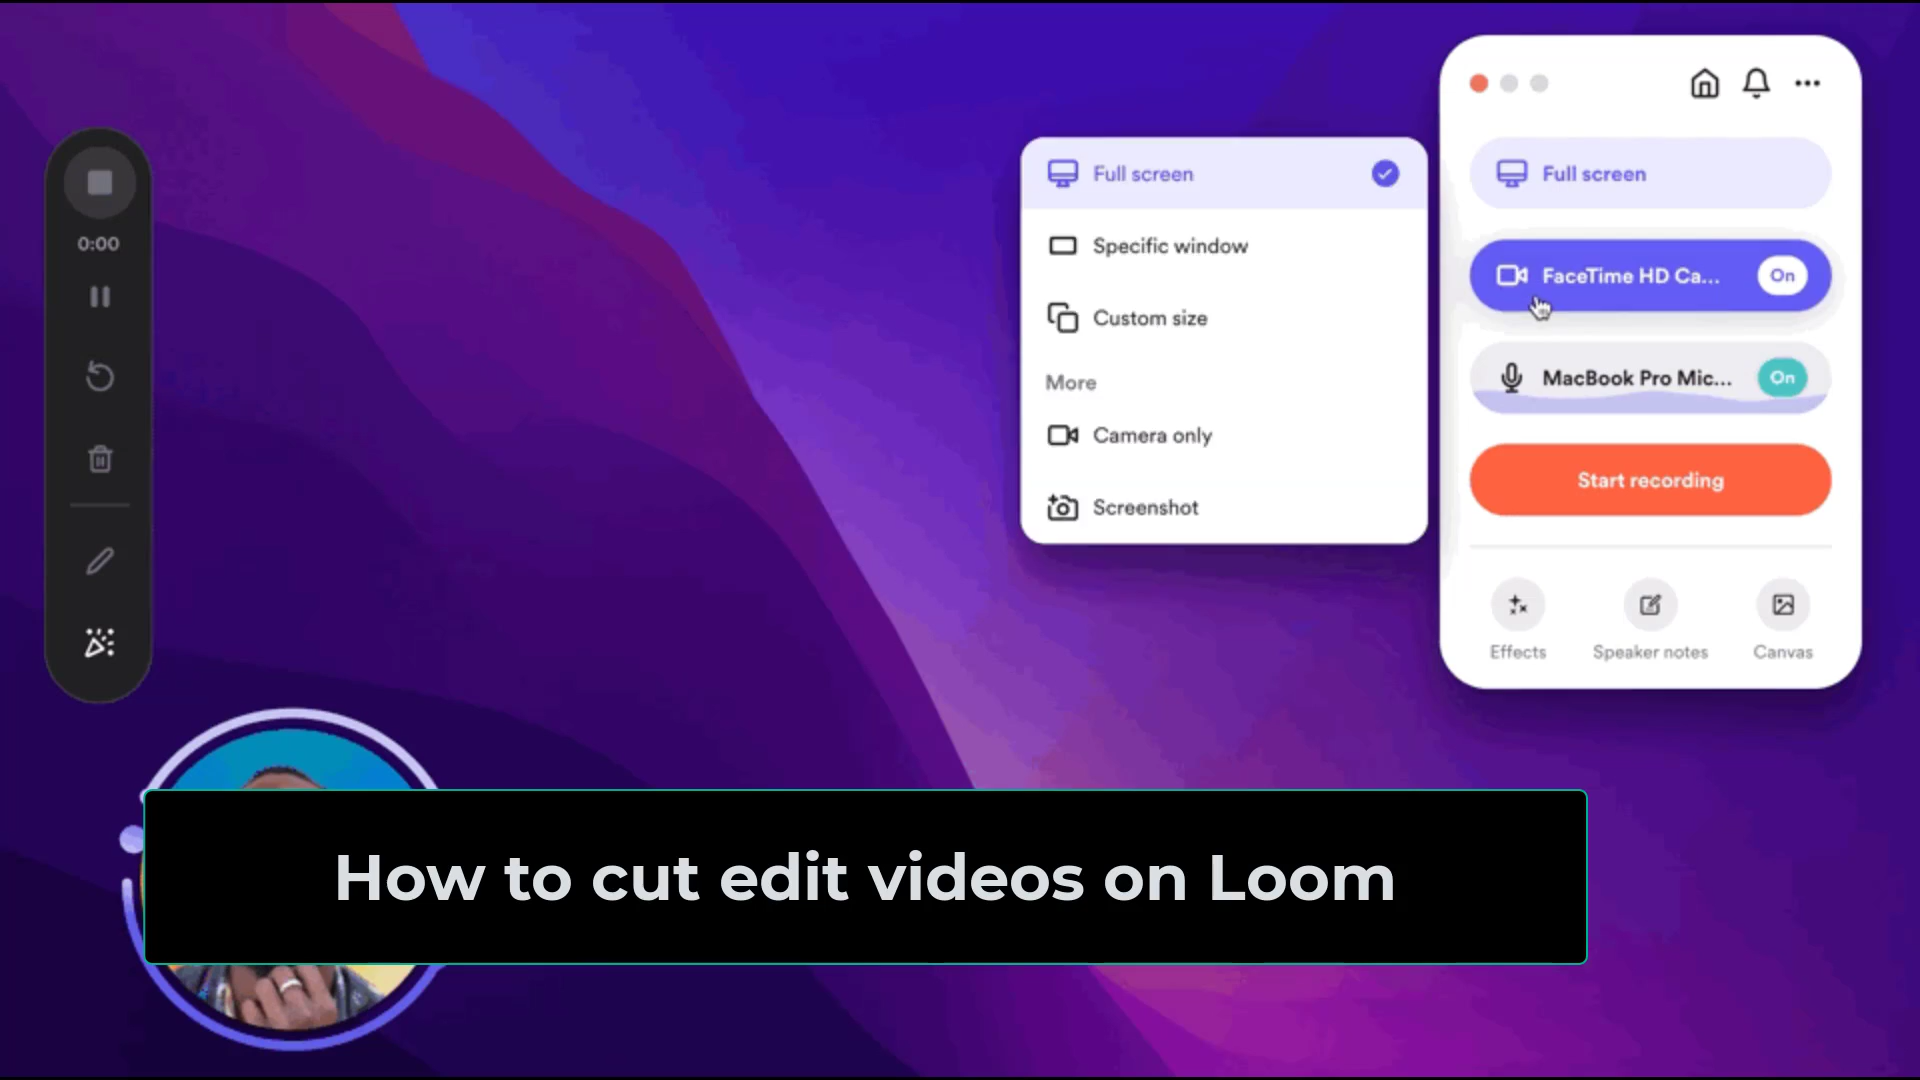 0:00
Full screen
Specific window
Custom size
More
Camera only
Screenshot
Full screen
FaceTime HD Ca... On
MacBook Pro Mic... On
Start recording
Effects
Speaker notes
Canvas
How to cut edit videos on Loom